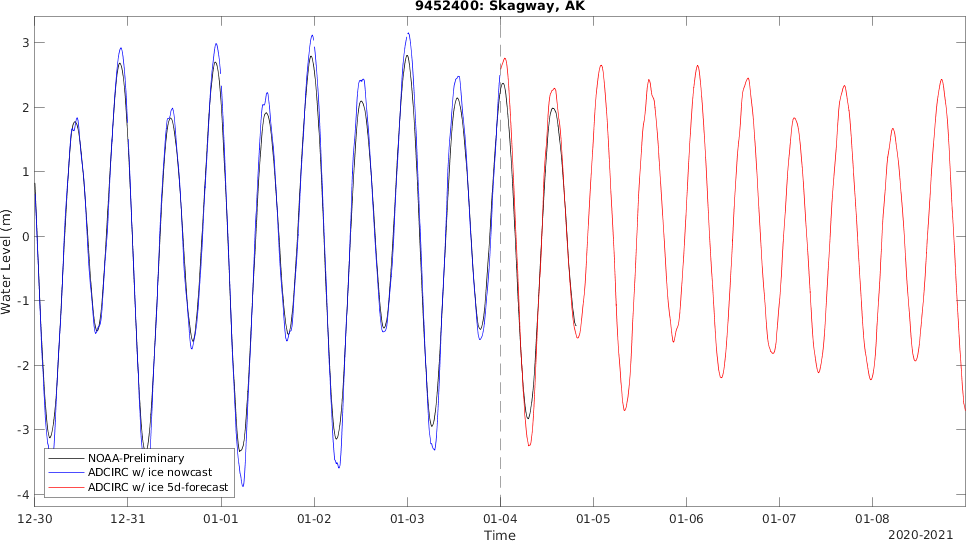 9452400: Skagway, AK
3
2
1
0
-1
-2
-3
-4
Water Level (m)
NOAA-Preliminary
ADCIRC w/ ice nowcast
ADCIRC w/ ice 5d-forecast
12-30 12-31 01-01 01-02 01-03 01-04 01-05 01-06 01-07 01-08
Time
2020-2021